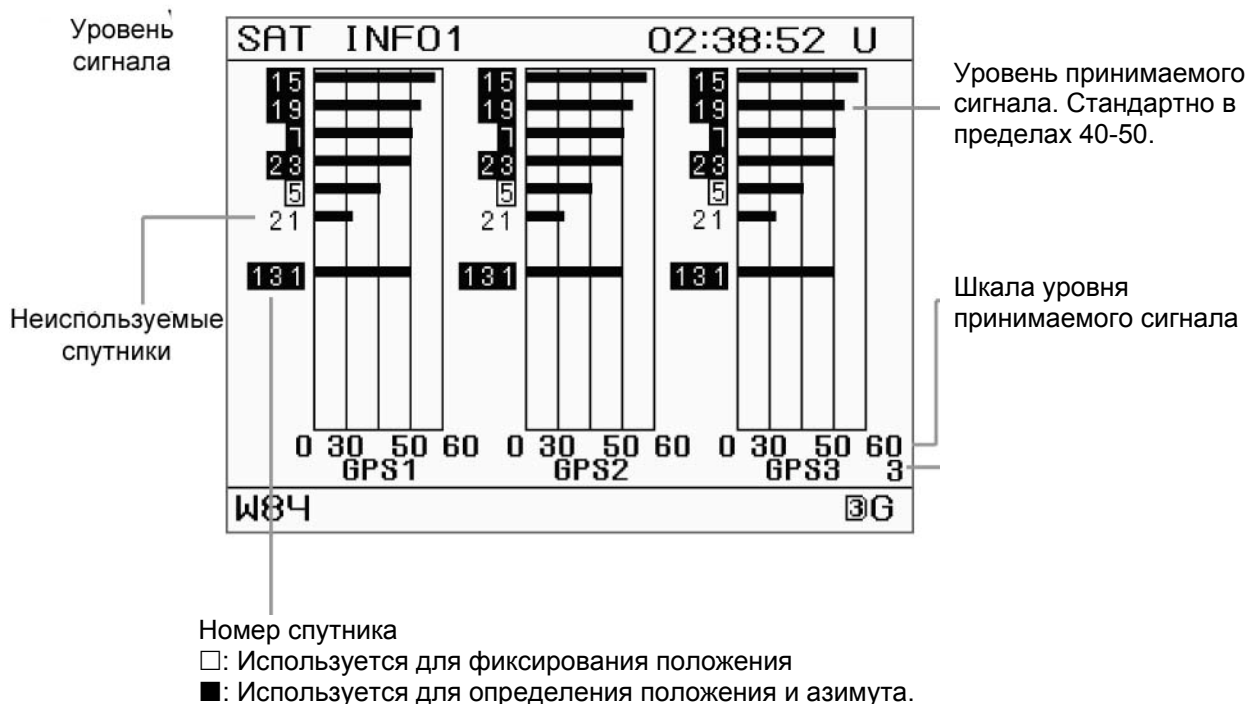 Уровень
сигнала
SAT INFO1 02:38:52 U
15 15 15
19 19 19
7 7 7
23 23 23
5 5 5
21 21 21
131 131 131
0 30 50 60 0 30 50 60 0 30 50 60
GPS1 GPS2 GPS3 3
W84 3G
Уровень принимаемого
сигнала. Стандартно в
пределах 40-50.
Неиспользуемые
спутники
Шкала уровня
принимаемого сигнала
Номер спутника
□: Используется для фиксирования положения
■: Используется для определения положения и азимута.